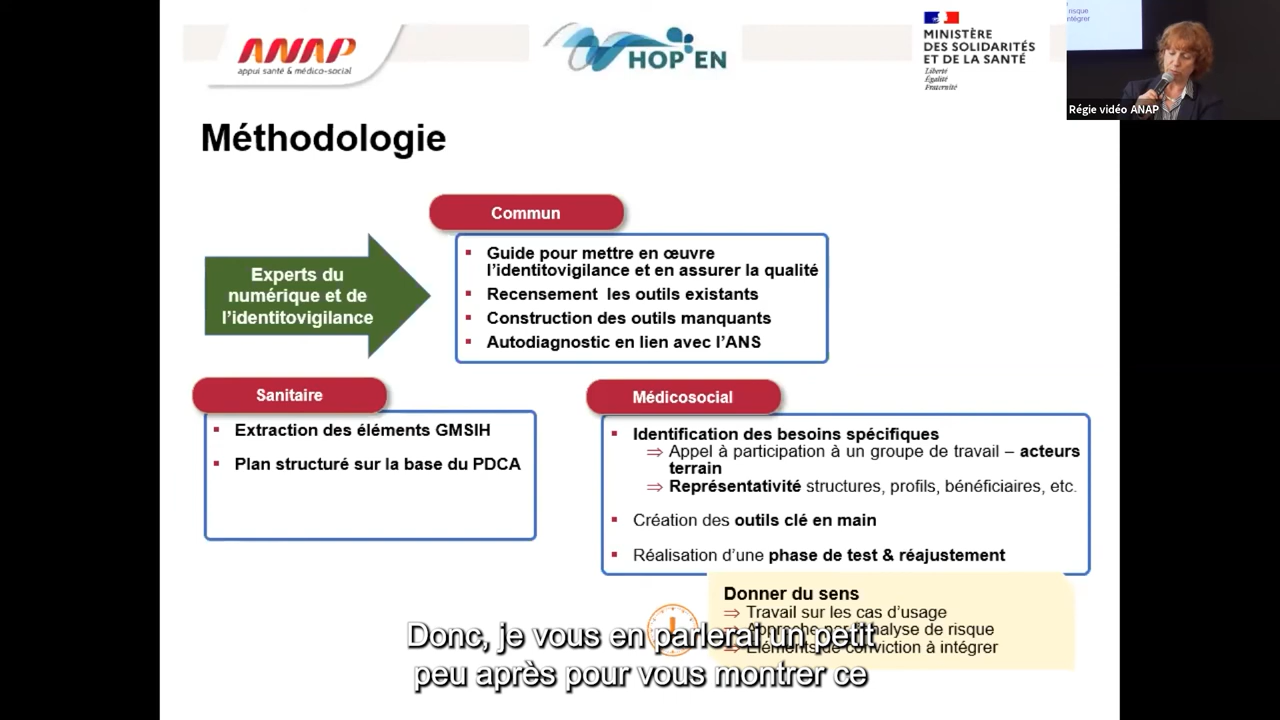 ANAP
appui santé & médico-social
HOP'EN
MINISTÈRE
DES SOLIDARITÉS
ET DE LA SANTÉ
Liberté
Égalité
Fraternité
risque
intégrer
Régie vidéo ANAP
Méthodologie
Commun
Experts du
numérique et de
l'identitovigilance
▪ Guide pour mettre en œuvre
l'identitovigilance et en assurer la qualité
▪ Recensement les outils existants
▪ Construction des outils manquants
▪ Autodiagnostic en lien avec l'ANS
Sanitaire
▪ Extraction des éléments GMSIH
▪ Plan structuré sur la base du PDCA
Médicosocial
▪ Identification des besoins spécifiques
⇒ Appel à participation à un groupe de travail – acteurs
terrain
⇒ Représentativité structures, profils, bénéficiaires, etc.
▪ Création des outils clé en main
▪ Réalisation d'une phase de test & réajustement
Donner du sens
⇒ Travail sur les cas d'usage
⇒ Approche par analyse de risque
⇒ Eléments de conviction à intégrer
Donc, je vous en parlerai un petit
peu après pour vous montrer ce